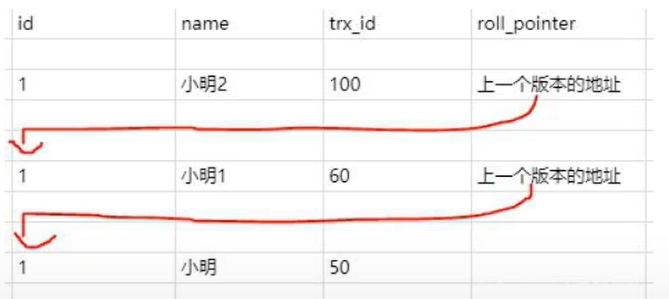 id name trx_id roll_pointer
1 小明2 100 上一个版本的地址
1 小明1 60 上一个版本的地址
1 小明 50